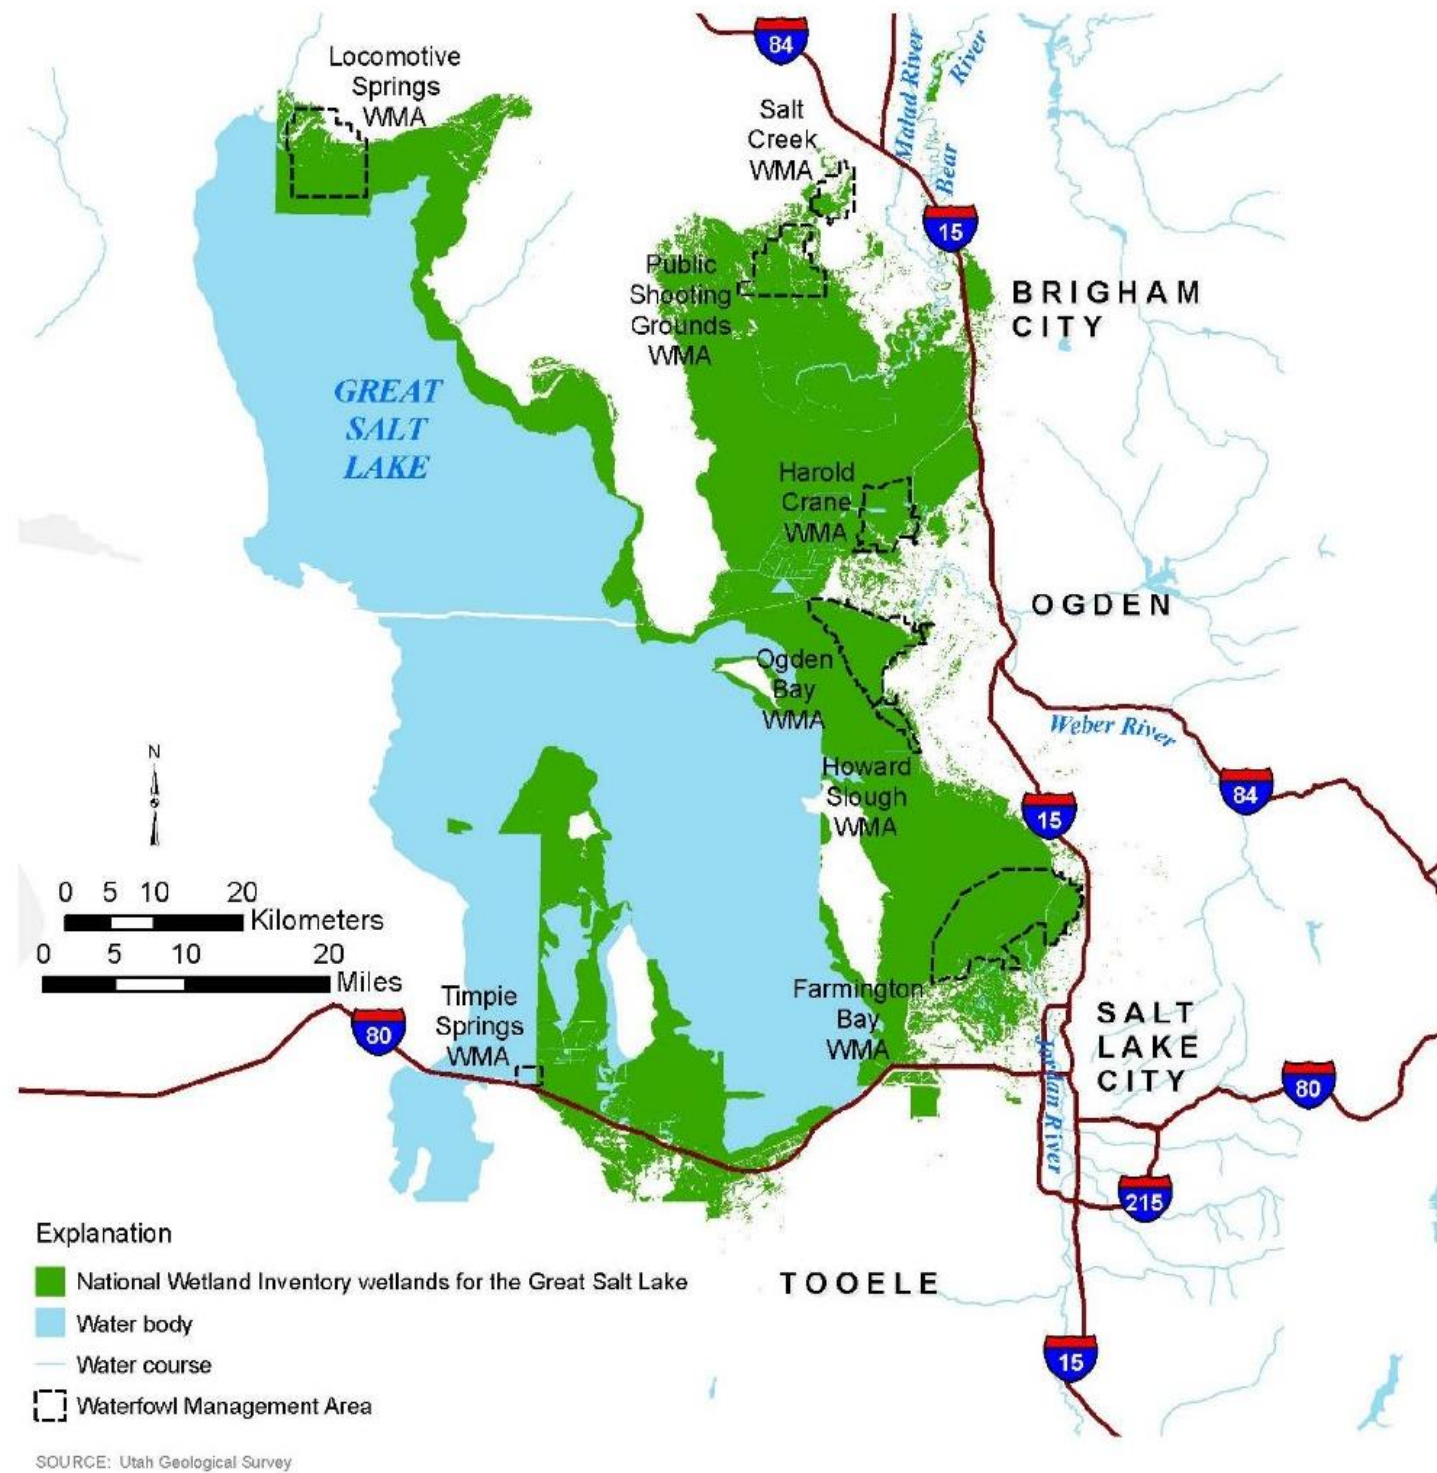 84
Locomotive
Springs
WMA
Malad River
Bear
River
Salt
Creek
WMA
15
Public
Shooting
Grounds
WMA
BRIGHAM
CITY
GREAT
SALT
LAKE
Harold
Crane
WMA
OGDEN
Ogden
Bay
WMA
Weber River
Howard
Slough
WMA
84
15
N
0 5 10 20
Kilometers
0 5 10 20
Miles
Timpie
Springs
WMA
80
Farmington
Bay
WMA
SALT
LAKE
CITY
Jordan River
80
215
Explanation
National Wetland Inventory wetlands for the Great Salt Lake
Water body
Water course
Waterfowl Management Area
TOOELE
15
SOURCE: Utah Geological Survey